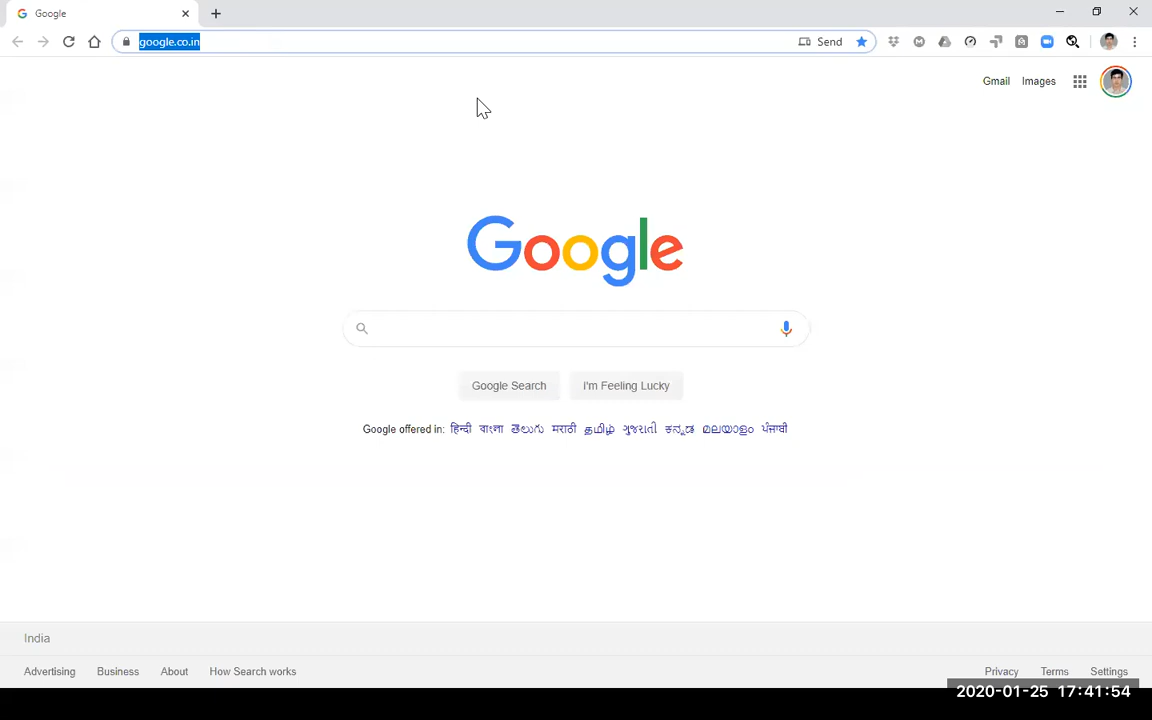 Google
google.co.in
Send
Gmail Images
Google
Google Search I'm Feeling Lucky
Google offered in: हिन्दी বাংলা తెలుగు मराठी தமிழ் ગુજરાતી ಕನ್ನಡ മലയാളം ਪੰਜਾਬੀ
India
Advertising Business About How Search works
Privacy Terms Settings
2020-01-25 17:41:54